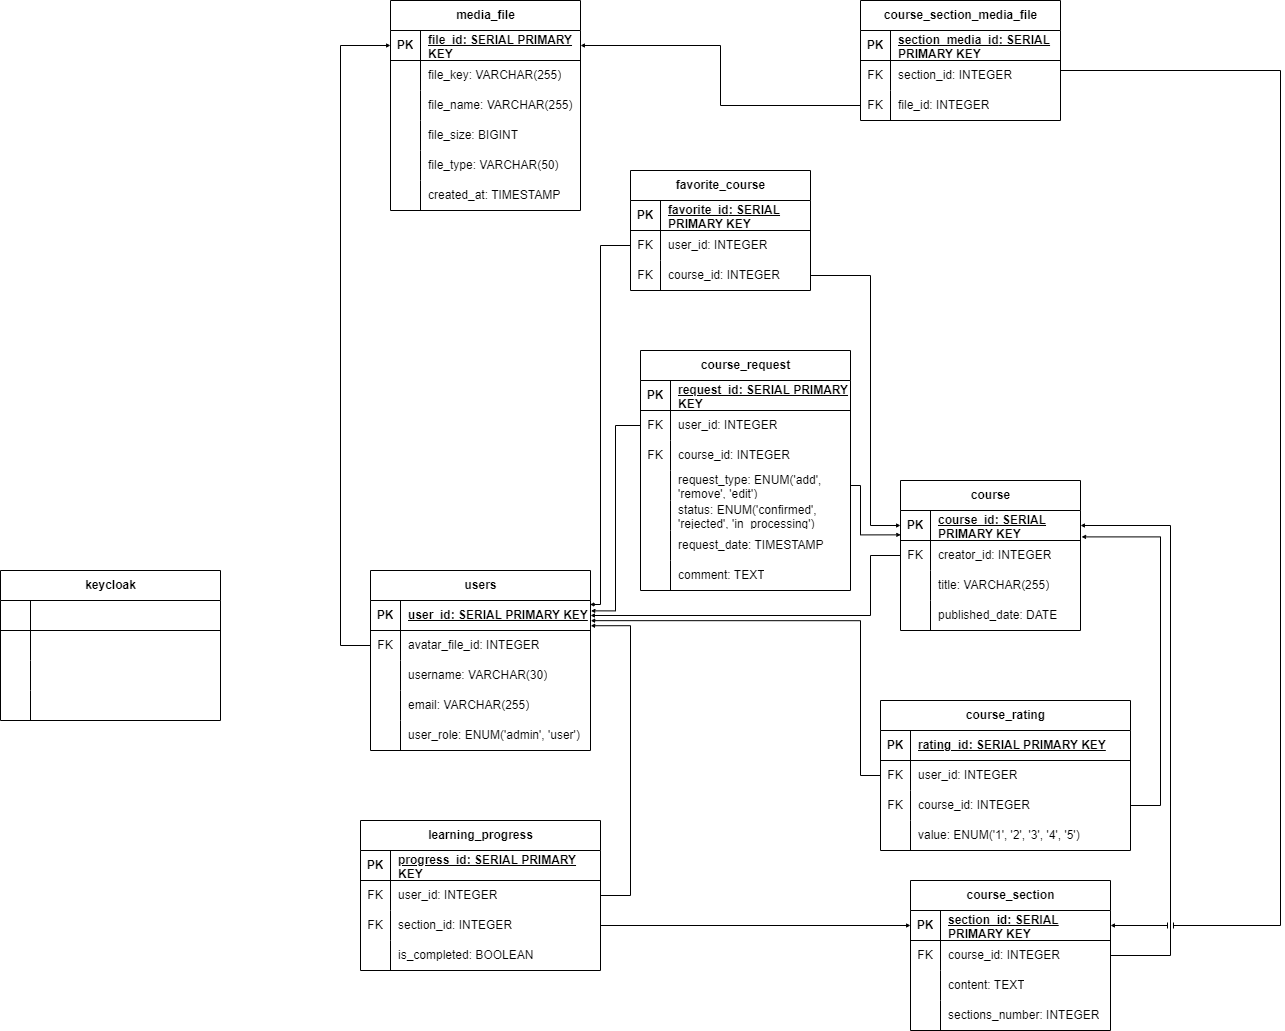 media_file
PK
file_id: SERIAL PRIMARY
KEY
file_key: VARCHAR(255)
file_name: VARCHAR(255)
file_size: BIGINT
file_type: VARCHAR(50)
created_at: TIMESTAMP
course_section_media_file
PK
section_media_id: SERIAL
PRIMARY KEY
FK section_id: INTEGER
FK file_id: INTEGER
favorite_course
PK
favorite_id: SERIAL
PRIMARY KEY
FK user_id: INTEGER
FK course_id: INTEGER
course_request
PK
request_id: SERIAL PRIMARY
KEY
FK user_id: INTEGER
FK course_id: INTEGER
request_type: ENUM('add',
'remove', 'edit')
status: ENUM('confirmed',
'rejected', 'in_processing')
request_date: TIMESTAMP
comment: TEXT
course
PK
course_id: SERIAL
PRIMARY KEY
FK creator_id: INTEGER
title: VARCHAR(255)
published_date: DATE
keycloak
users
PK user_id: SERIAL PRIMARY KEY
FK avatar_file_id: INTEGER
username: VARCHAR(30)
email: VARCHAR(255)
user_role: ENUM('admin', 'user')
course_rating
PK rating_id: SERIAL PRIMARY KEY
FK user_id: INTEGER
FK course_id: INTEGER
value: ENUM('1', '2', '3', '4', '5')
learning_progress
PK
progress_id: SERIAL PRIMARY
KEY
FK user_id: INTEGER
FK section_id: INTEGER
is_completed: BOOLEAN
course_section
PK
section_id: SERIAL
PRIMARY KEY
FK course_id: INTEGER
content: TEXT
sections_number: INTEGER